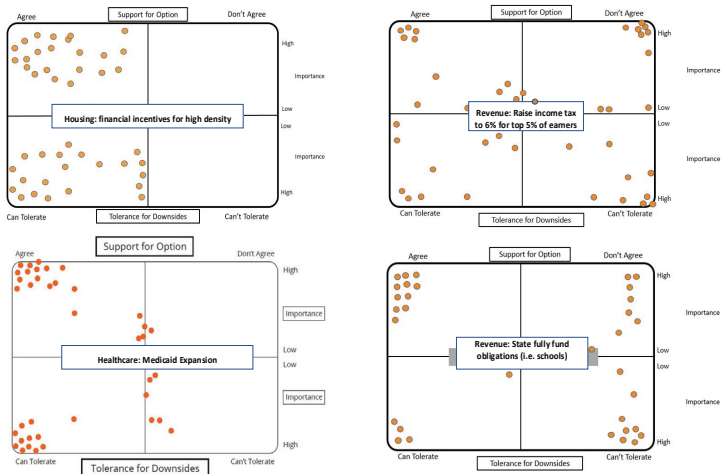 Agree
Support for Option
Don't Agree
High
Importance
Low
Housing: financial incentives for high density
Low
Importance
High
Can Tolerate
Tolerance for Downsides
Can't Tolerate
Agree
Support for Option
Don't Agree
High
Importance
Low
Revenue: Raise income tax
to 6% for top 5% of earners
Low
Importance
High
Can Tolerate
Tolerance for Downsides
Can't Tolerate
Agree
Support for Option
Don't Agree
High
Importance
Low
Healthcare: Medicaid Expansion
Low
Importance
High
Can Tolerate
Tolerance for Downsides
Can't Tolerate
Agree
Support for Option
Don't Agree
High
Importance
Low
Revenue: State fully fund
obligations (i.e. schools)
Low
Importance
High
Can Tolerate
Tolerance for Downsides
Can't Tolerate